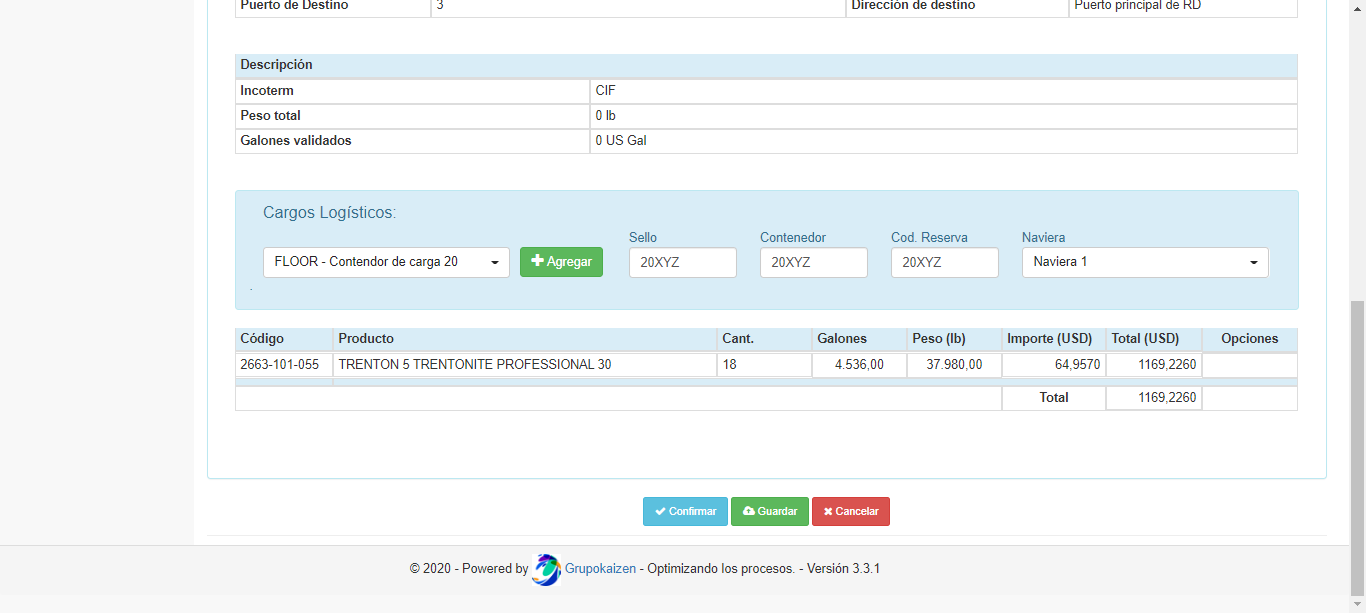 Puerto de Destino 3 Dirección de destino Puerto principal de RD
Descripción
Incoterm CIF
Peso total 0 lb
Galones validados 0 US Gal
Cargos Logísticos:
Sello Contenedor Cod. Reserva Naviera
FLOOR - Contendor de carga 20 Agregar 20XYZ 20XYZ 20XYZ Naviera 1
.
Código Producto Cant. Galones Peso (lb) Importe (USD) Total (USD) Opciones
2663-101-055 TRENTON 5 TRENTONITE PROFESSIONAL 30 18 4.536,00 37.980,00 64,9570 1169,2260
Total 1169,2260
Confirmar Guardar Cancelar
© 2020 - Powered by Grupokaizen - Optimizando los procesos. - Versión 3.3.1